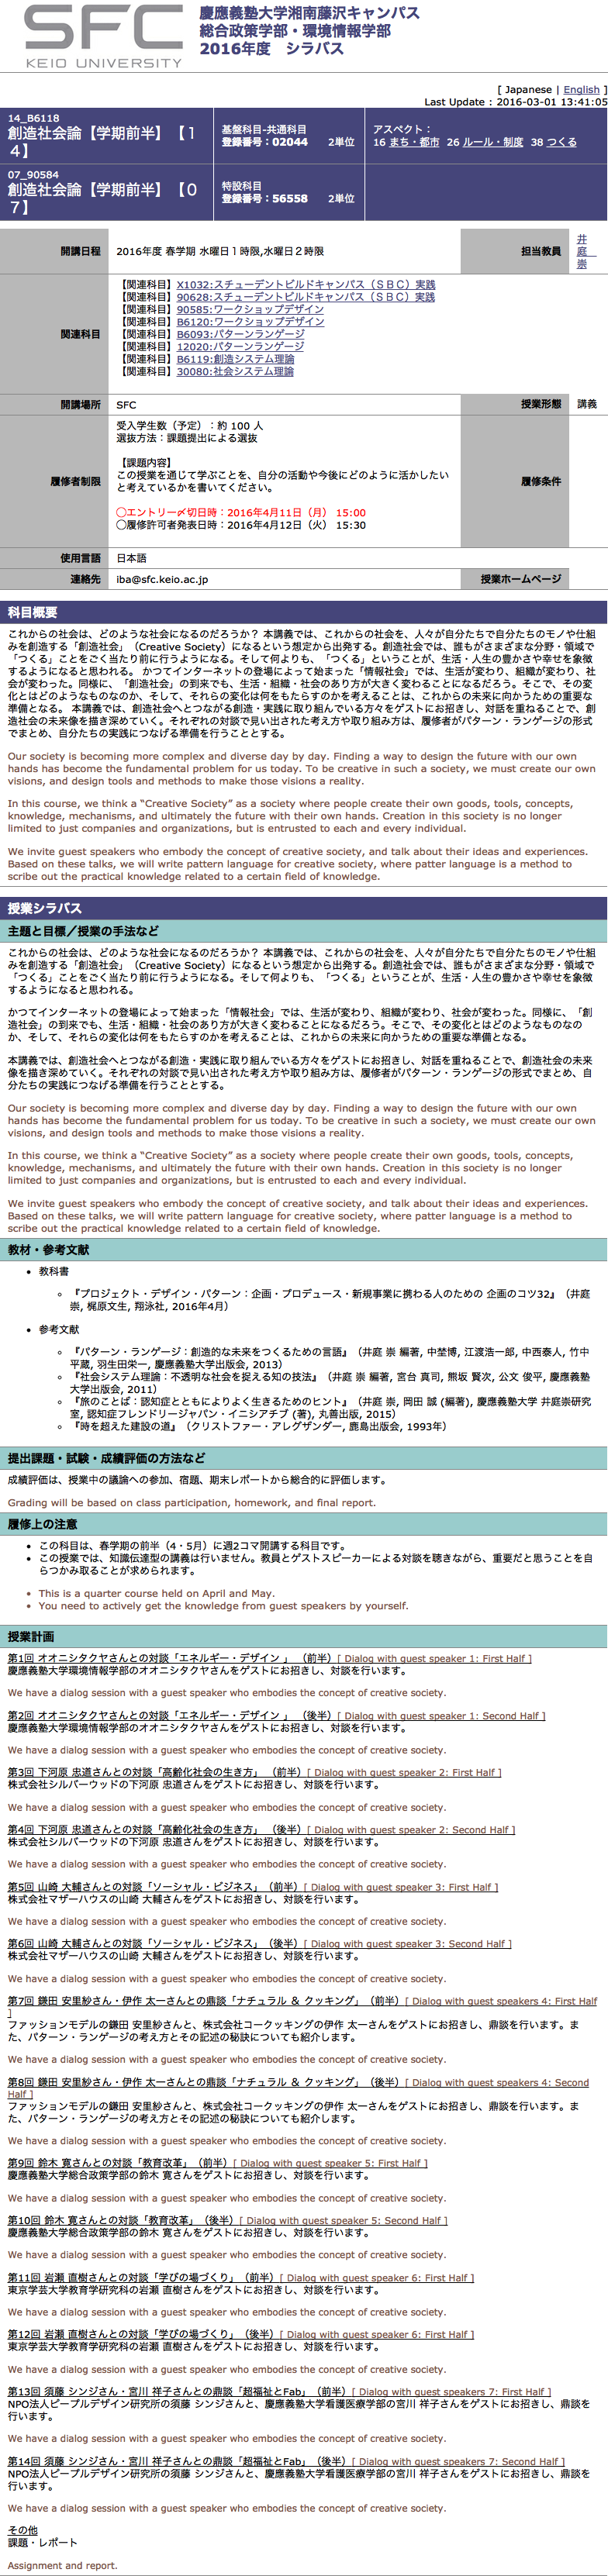 SFC
KEIO UNIVERSITY
慶應義塾大学湘南藤沢キャンパス
総合政策学部・環境情報学部
2016年度　シラバス
[ Japanese | English ]
Last Update : 2016-03-01 13:41:05
14_B6118
創造社会論【学期前半】【１
４】
基盤科目-共通科目
登録番号：02044　2単位
アスペクト：
16 まち・都市 26 ルール・制度 38 つくる
07_90584
創造社会論【学期前半】【０
７】
特設科目
登録番号：56558　2単位
開講日程
2016年度 春学期 水曜日１時限,水曜日２時限
担当教員
井
庭
崇
関連科目
【関連科目】X1032:スチューデントビルドキャンパス（ＳＢＣ）実践
【関連科目】90628:スチューデントビルドキャンパス（ＳＢＣ）実践
【関連科目】90585:ワークショップデザイン
【関連科目】B6120:ワークショップデザイン
【関連科目】B6093:パターンランゲージ
【関連科目】12020:パターンランゲージ
【関連科目】B6119:創造システム理論
【関連科目】30080:社会システム理論
開講場所
SFC
授業形態
講義
履修者制限
受入学生数（予定）：約 100 人
選抜方法：課題提出による選抜
【課題内容】
この授業を通じて学ぶことを、自分の活動や今後にどのように活かしたい
と考えているかを書いてください。
◯エントリー〆切日時：2016年4月11日（月） 15:00
◯履修許可者発表日時：2016年4月12日（火） 15:30
履修条件
使用言語
日本語
連絡先
iba@sfc.keio.ac.jp
授業ホームページ
科目概要
これからの社会は、どのような社会になるのだろうか？ 本講義では、これからの社会を、人々が自分たちで自分たちのモノや仕組
みを創造する「創造社会」（Creative Society）になるという想定から出発する。創造社会では、誰もがさまざまな分野・領域で
「つくる」ことをごく当たり前に行うようになる。そして何よりも、「つくる」ということが、生活・人生の豊かさや幸せを象徴
するようになると思われる。 かつてインターネットの登場によって始まった「情報社会」では、生活が変わり、組織が変わり、社
会が変わった。同様に、「創造社会」の到来でも、生活・組織・社会のあり方が大きく変わることになるだろう。そこで、その変
化とはどのようなものなのか、そして、それらの変化は何をもたらすのかを考えることは、これからの未来に向かうための重要な
準備となる。 本講義では、創造社会へとつながる創造・実践に取り組んでいる方々をゲストにお招きし、対話を重ねることで、創
造社会の未来像を描き深めていく。それぞれの対談で見い出された考え方や取り組み方は、履修者がパターン・ランゲージの形式
でまとめ、自分たちの実践につなげる準備を行うこととする。
Our society is becoming more complex and diverse day by day. Finding a way to design the future with our own
hands has become the fundamental problem for us today. To be creative in such a society, we must create our own
visions, and design tools and methods to make those visions a reality.
In this course, we think a “Creative Society” as a society where people create their own goods, tools, concepts,
knowledge, mechanisms, and ultimately the future with their own hands. Creation in this society is no longer
limited to just companies and organizations, but is entrusted to each and every individual.
We invite guest speakers who embody the concept of creative society, and talk about their ideas and experiences.
Based on these talks, we will write pattern language for creative society, where patter language is a method to
scribe out the practical knowledge related to a certain field of knowledge.
授業シラバス
主題と目標／授業の手法など
これからの社会は、どのような社会になるのだろうか？ 本講義では、これからの社会を、人々が自分たちで自分たちのモノや仕組
みを創造する「創造社会」（Creative Society）になるという想定から出発する。創造社会では、誰もがさまざまな分野・領域で
「つくる」ことをごく当たり前に行うようになる。そして何よりも、「つくる」ということが、生活・人生の豊かさや幸せを象徴
するようになると思われる。
かつてインターネットの登場によって始まった「情報社会」では、生活が変わり、組織が変わり、社会が変わった。同様に、「創
造社会」の到来でも、生活・組織・社会のあり方が大きく変わることになるだろう。そこで、その変化とはどのようなものなの
か、そして、それらの変化は何をもたらすのかを考えることは、これからの未来に向かうための重要な準備となる。
本講義では、創造社会へとつながる創造・実践に取り組んでいる方々をゲストにお招きし、対話を重ねることで、創造社会の未来
像を描き深めていく。それぞれの対談で見い出された考え方や取り組み方は、履修者がパターン・ランゲージの形式でまとめ、自
分たちの実践につなげる準備を行うこととする。
Our society is becoming more complex and diverse day by day. Finding a way to design the future with our own
hands has become the fundamental problem for us today. To be creative in such a society, we must create our own
visions, and design tools and methods to make those visions a reality.
In this course, we think a “Creative Society” as a society where people create their own goods, tools, concepts,
knowledge, mechanisms, and ultimately the future with their own hands. Creation in this society is no longer
limited to just companies and organizations, but is entrusted to each and every individual.
We invite guest speakers who embody the concept of creative society, and talk about their ideas and experiences.
Based on these talks, we will write pattern language for creative society, where patter language is a method to
scribe out the practical knowledge related to a certain field of knowledge.
教材・参考文献
• 教科書
◦ 『プロジェクト・デザイン・パターン：企画・プロデュース・新規事業に携わる人のための 企画のコツ32』（井庭
崇, 梶原文生, 翔泳社, 2016年4月）
• 参考文献
◦ 『パターン・ランゲージ：創造的な未来をつくるための言語』（井庭 崇 編著, 中埜博, 江渡浩一郎, 中西泰人, 竹中
平蔵, 羽生田栄一, 慶應義塾大学出版会, 2013）
◦ 『社会システム理論：不透明な社会を捉える知の技法』（井庭 崇 編著, 宮台 真司, 熊坂 賢次, 公文 俊平, 慶應義塾
大学出版会, 2011）
◦ 『旅のことば：認知症とともによりよく生きるためのヒント』（井庭 崇, 岡田 誠 (編著), 慶應義塾大学 井庭崇研究
室, 認知症フレンドリージャパン・イニシアチブ (著), 丸善出版, 2015）
◦ 『時を超えた建設の道』（クリストファー・アレグザンダー, 鹿島出版会, 1993年）
提出課題・試験・成績評価の方法など
成績評価は、授業中の議論への参加、宿題、期末レポートから総合的に評価します。
Grading will be based on class participation, homework, and final report.
履修上の注意
• この科目は、春学期の前半（4・5月）に週2コマ開講する科目です。
• この授業では、知識伝達型の講義は行いません。教員とゲストスピーカーによる対談を聴きながら、重要だと思うことを自
らつかみ取ることが求められます。
• This is a quarter course held on April and May.
• You need to actively get the knowledge from guest speakers by yourself.
授業計画
第1回 オオニシタクヤさんとの対談「エネルギー・デザイン 」（前半）[ Dialog with guest speaker 1: First Half ]
慶應義塾大学環境情報学部のオオニシタクヤさんをゲストにお招きし、対談を行います。
We have a dialog session with a guest speaker who embodies the concept of creative society.
第2回 オオニシタクヤさんとの対談「エネルギー・デザイン 」（後半）[ Dialog with guest speaker 1: Second Half ]
慶應義塾大学環境情報学部のオオニシタクヤさんをゲストにお招きし、対談を行います。
We have a dialog session with a guest speaker who embodies the concept of creative society.
第3回 下河原 忠道さんとの対談「高齢化社会の生き方」（前半）[ Dialog with guest speaker 2: First Half ]
株式会社シルバーウッドの下河原 忠道さんをゲストにお招きし、対談を行います。
We have a dialog session with a guest speaker who embodies the concept of creative society.
第4回 下河原 忠道さんとの対談「高齢化社会の生き方」（後半）[ Dialog with guest speaker 2: Second Half ]
株式会社シルバーウッドの下河原 忠道さんをゲストにお招きし、対談を行います。
We have a dialog session with a guest speaker who embodies the concept of creative society.
第5回 山崎 大輔さんとの対談「ソーシャル・ビジネス」（前半）[ Dialog with guest speaker 3: First Half ]
株式会社マザーハウスの山崎 大輔さんをゲストにお招きし、対談を行います。
We have a dialog session with a guest speaker who embodies the concept of creative society.
第6回 山崎 大輔さんとの対談「ソーシャル・ビジネス」（後半）[ Dialog with guest speaker 3: Second Half ]
株式会社マザーハウスの山崎 大輔さんをゲストにお招きし、対談を行います。
We have a dialog session with a guest speaker who embodies the concept of creative society.
第7回 鎌田 安里紗さん・伊作 太一さんとの鼎談「ナチュラル ＆ クッキング」（前半）[ Dialog with guest speakers 4: First Half
]
ファッションモデルの鎌田 安里紗さんと、株式会社コークッキングの伊作 太一さんをゲストにお招きし、鼎談を行います。ま
た、パターン・ランゲージの考え方とその記述の秘訣についても紹介します。
We have a dialog session with a guest speaker who embodies the concept of creative society.
第8回 鎌田 安里紗さん・伊作 太一さんとの鼎談「ナチュラル ＆ クッキング」（後半）[ Dialog with guest speakers 4: Second
Half ]
ファッションモデルの鎌田 安里紗さんと、株式会社コークッキングの伊作 太一さんをゲストにお招きし、鼎談を行います。ま
た、パターン・ランゲージの考え方とその記述の秘訣についても紹介します。
We have a dialog session with a guest speaker who embodies the concept of creative society.
第9回 鈴木 寛さんとの対談「教育改革」（前半）[ Dialog with guest speaker 5: First Half ]
慶應義塾大学総合政策学部の鈴木 寛さんをゲストにお招きし、対談を行います。
We have a dialog session with a guest speaker who embodies the concept of creative society.
第10回 鈴木 寛さんとの対談「教育改革」（後半）[ Dialog with guest speaker 5: Second Half ]
慶應義塾大学総合政策学部の鈴木 寛さんをゲストにお招きし、対談を行います。
We have a dialog session with a guest speaker who embodies the concept of creative society.
第11回 岩瀬 直樹さんとの対談「学びの場づくり」（前半）[ Dialog with guest speaker 6: First Half ]
東京学芸大学教育学研究科の岩瀬 直樹さんをゲストにお招きし、対談を行います。
We have a dialog session with a guest speaker who embodies the concept of creative society.
第12回 岩瀬 直樹さんとの対談「学びの場づくり」（後半）[ Dialog with guest speaker 6: First Half ]
東京学芸大学教育学研究科の岩瀬 直樹さんをゲストにお招きし、対談を行います。
We have a dialog session with a guest speaker who embodies the concept of creative society.
第13回 須藤 シンジさん・宮川 祥子さんとの鼎談「超福祉とFab」（前半）[ Dialog with guest speakers 7: First Half ]
NPO法人ピープルデザイン研究所の須藤 シンジさんと、慶應義塾大学看護医療学部の宮川 祥子さんをゲストにお招きし、鼎談を
行います。
We have a dialog session with a guest speaker who embodies the concept of creative society.
第14回 須藤 シンジさん・宮川 祥子さんとの鼎談「超福祉とFab」（後半）[ Dialog with guest speakers 7: Second Half ]
NPO法人ピープルデザイン研究所の須藤 シンジさんと、慶應義塾大学看護医療学部の宮川 祥子さんをゲストにお招きし、鼎談を
行います。
We have a dialog session with a guest speaker who embodies the concept of creative society.
その他
課題・レポート
Assignment and report.